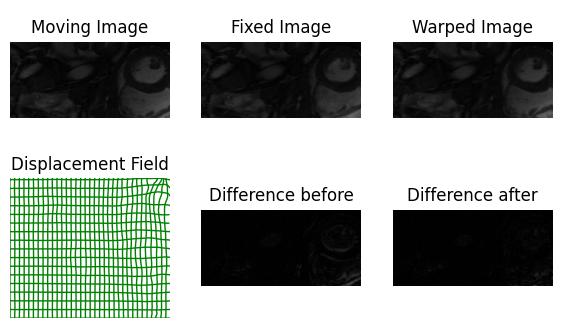 Moving Image
Fixed Image
Warped Image
Displacement Field
Difference before
Difference after